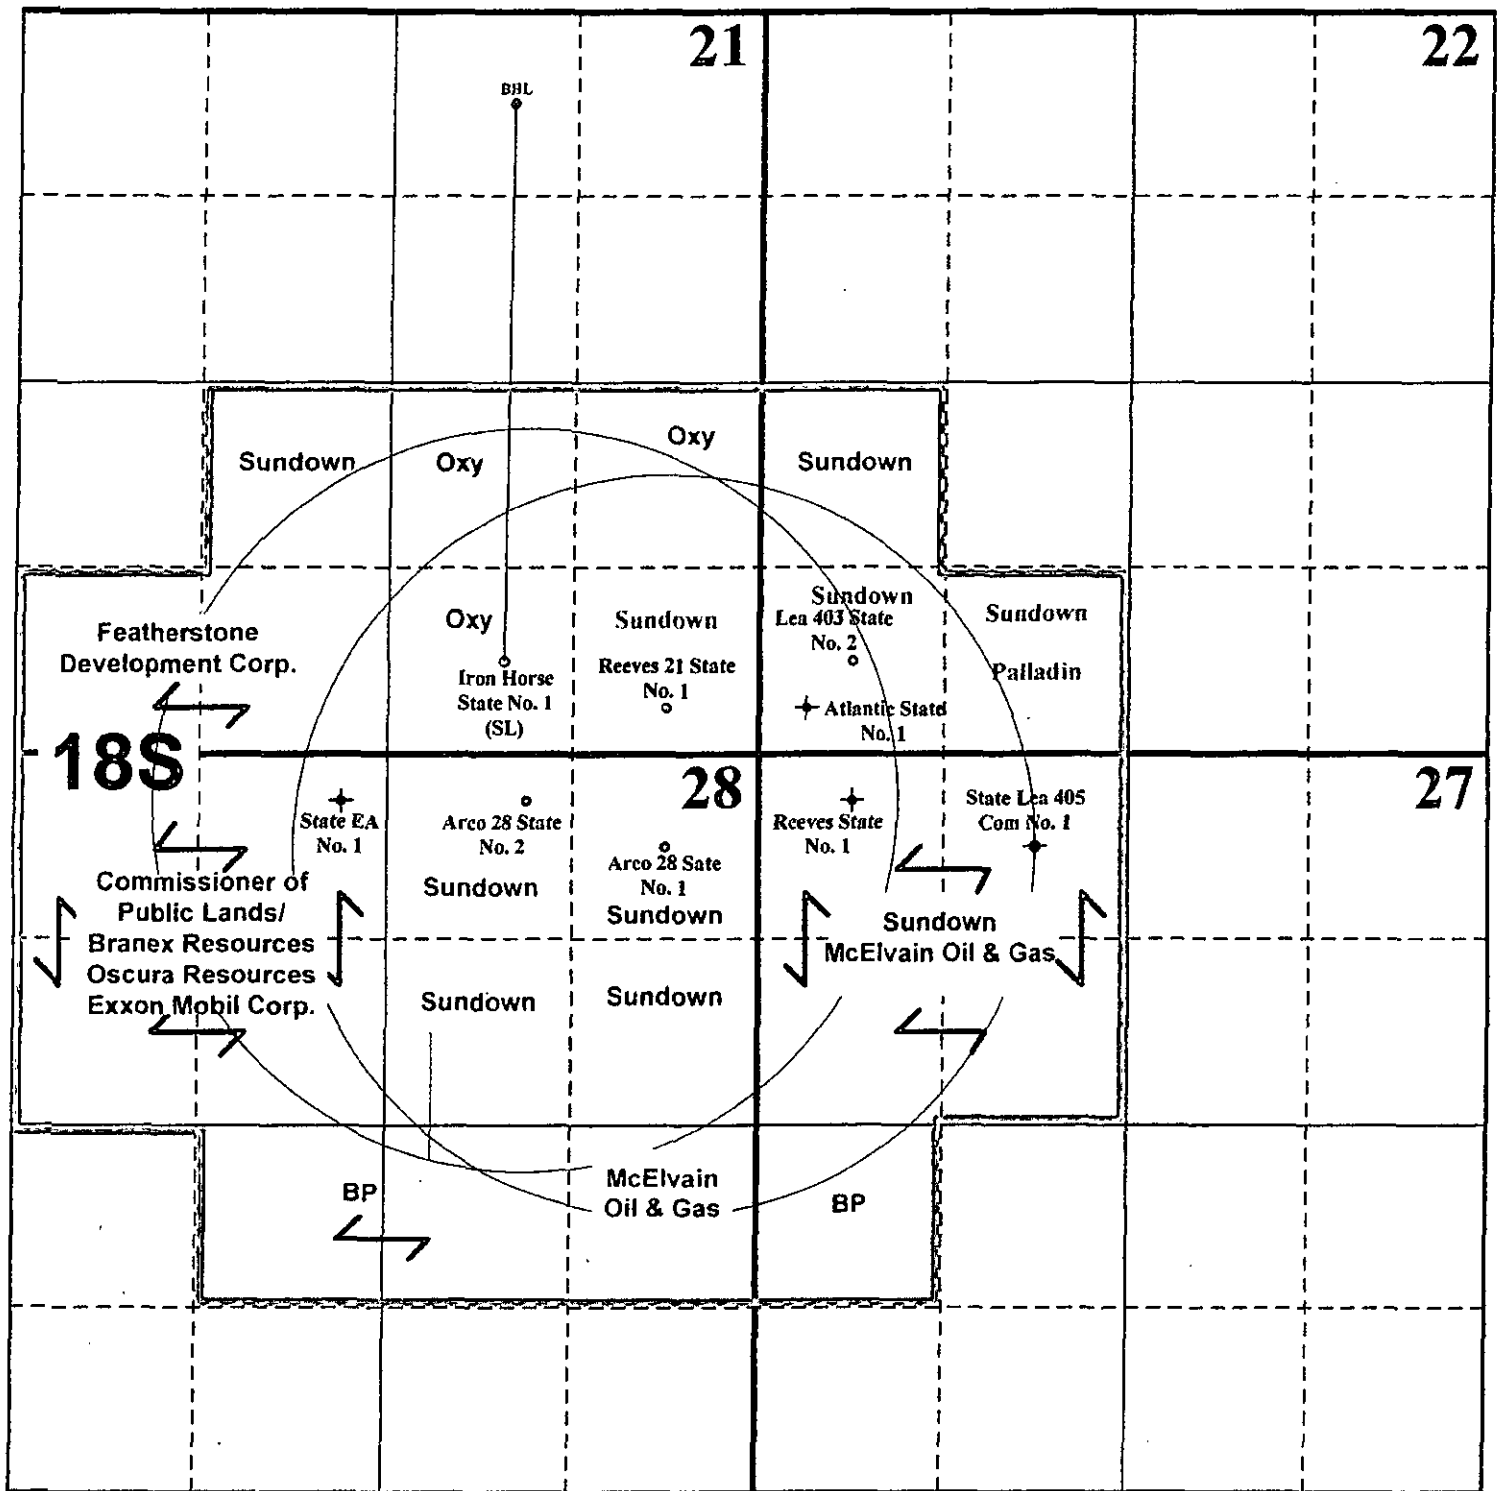 21
22
BHL
Sundown
Oxy
Oxy
Sundown
Featherstone
Development Corp.
Oxy
Iron Horse
State No. 1
(SL)
Sundown
Reeves 21 State
No. 1
Sundown
Lea 403 State
No. 2
Atlantic State
No. 1
Sundown
Palladin
18S
28
27
State EA
No. 1
Arco 28 State
No. 2
Sundown
Arco 28 Sate
No. 1
Sundown
Reeves State
No. 1
State Lea 405
Com No. 1
Commissioner of
Public Lands/
Branex Resources
Oscura Resources
Exxon Mobil Corp.
Sundown
McElvain Oil & Gas
Sundown
Sundown
BP
McElvain
Oil & Gas
BP